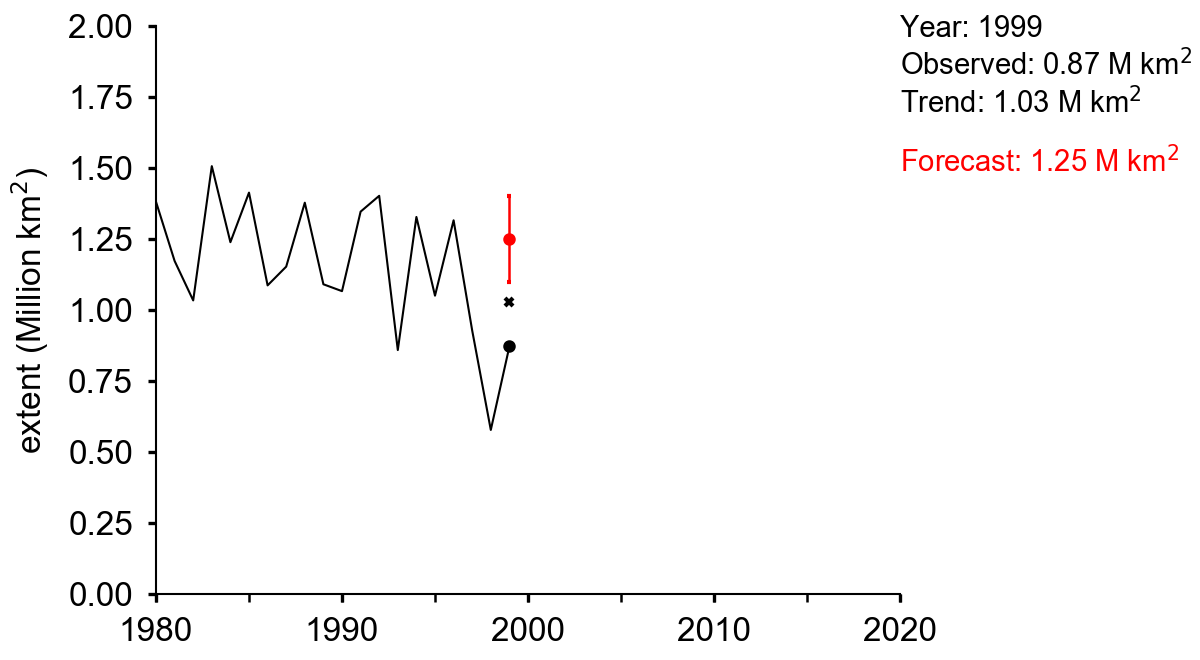 2.00
1.75
1.50
1.25
1.00
0.75
0.50
0.25
0.00
extent (Million km²)
1980 1990 2000 2010 2020
Year: 1999
Observed: 0.87 M km²
Trend: 1.03 M km²
Forecast: 1.25 M km²